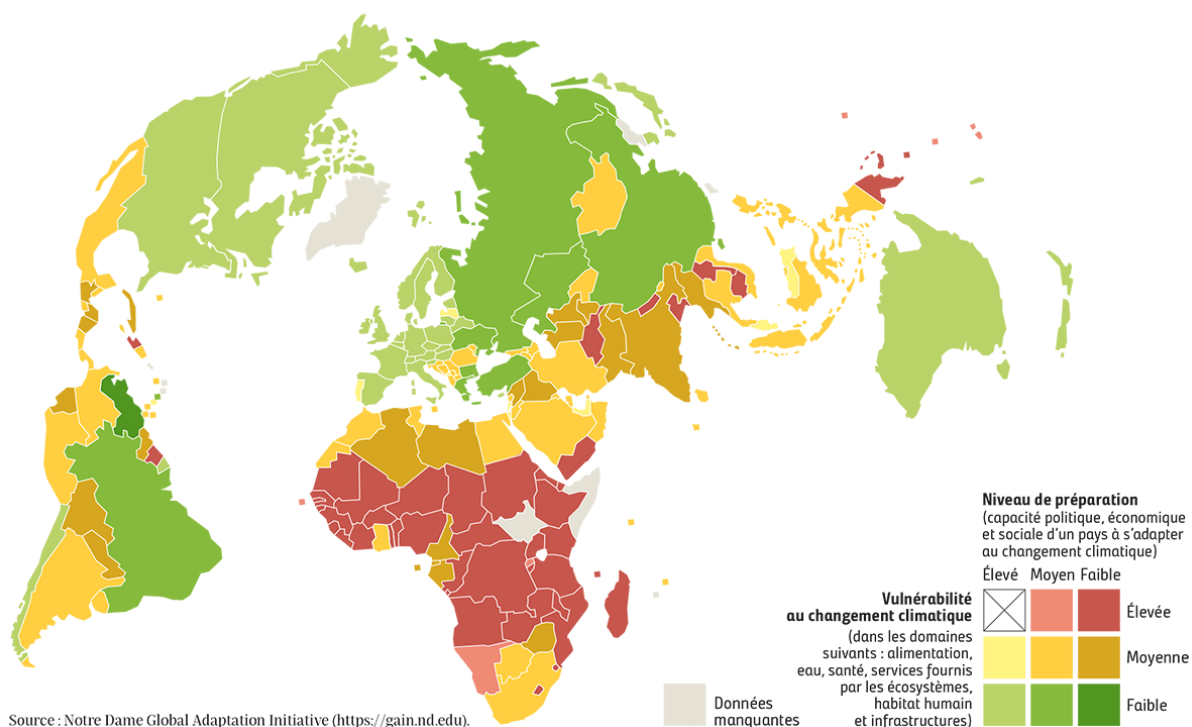 Niveau de préparation
(capacité politique, économique
et sociale d'un pays à s'adapter
au changement climatique)
Élevé Moyen Faible
Vulnérabilité
au changement climatique
(dans les domaines
suivants : alimentation,
eau, santé, services fournis
par les écosystèmes,
habitat humain
et infrastructures)
Élevée
Moyenne
Faible
Données
manquantes
Source : Notre Dame Global Adaptation Initiative (https://gain.nd.edu).